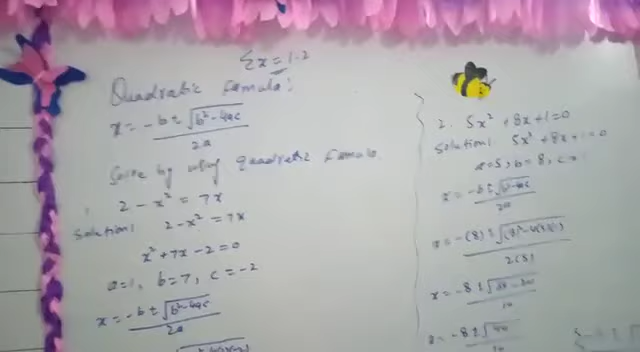 Ex = 1.2
Quadratic Formula:
x = -b ± √b² - 4ac / 2a
Solve by using quadratic formula.
2 - x² = 7x
Solution: 2 - x² = 7x
x² + 7x - 2 = 0
a=1, b=7, c=-2
x = -b ± √b² - 4ac / 2a
2. 5x² + 8x + 1 = 0
Solution: 5x² + 8x + 1 = 0
a=5, b=8, c=
x = -b ± √b² - 4ac / 2a
x = -(8) ± √(8)² - 4(5)(1) / 2(5)
x = -8 ± √64 - 20 / 10
x = -8 ± √44 / 10